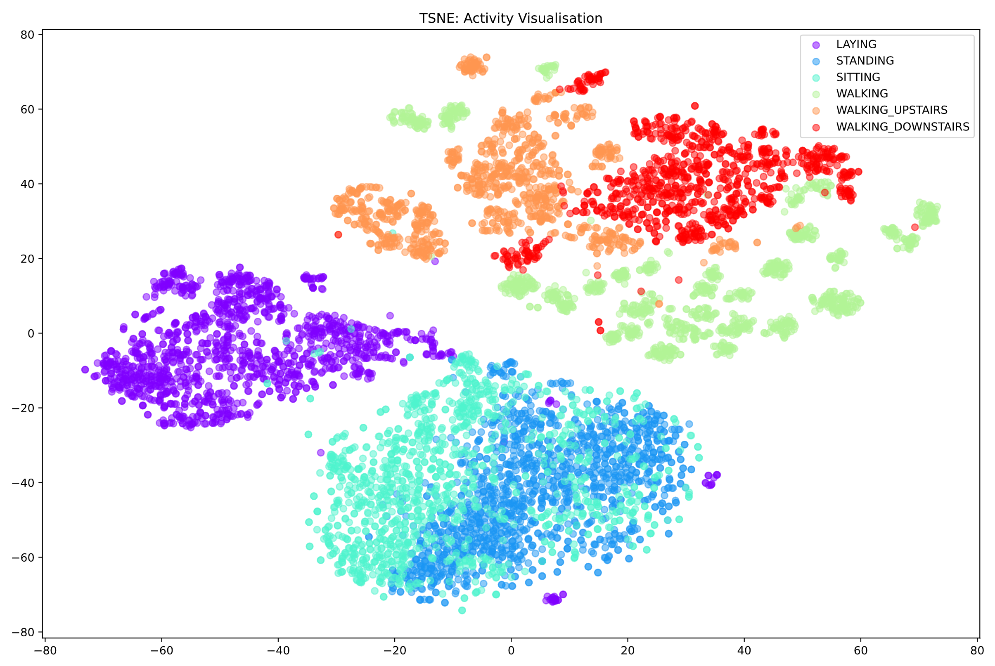 TSNE: Activity Visualisation
80
60
40
20
0
−20
−40
−60
−80
LAYING
STANDING
SITTING
WALKING
WALKING_UPSTAIRS
WALKING_DOWNSTAIRS
−80 −60 −40 −20 0 20 40 60 80